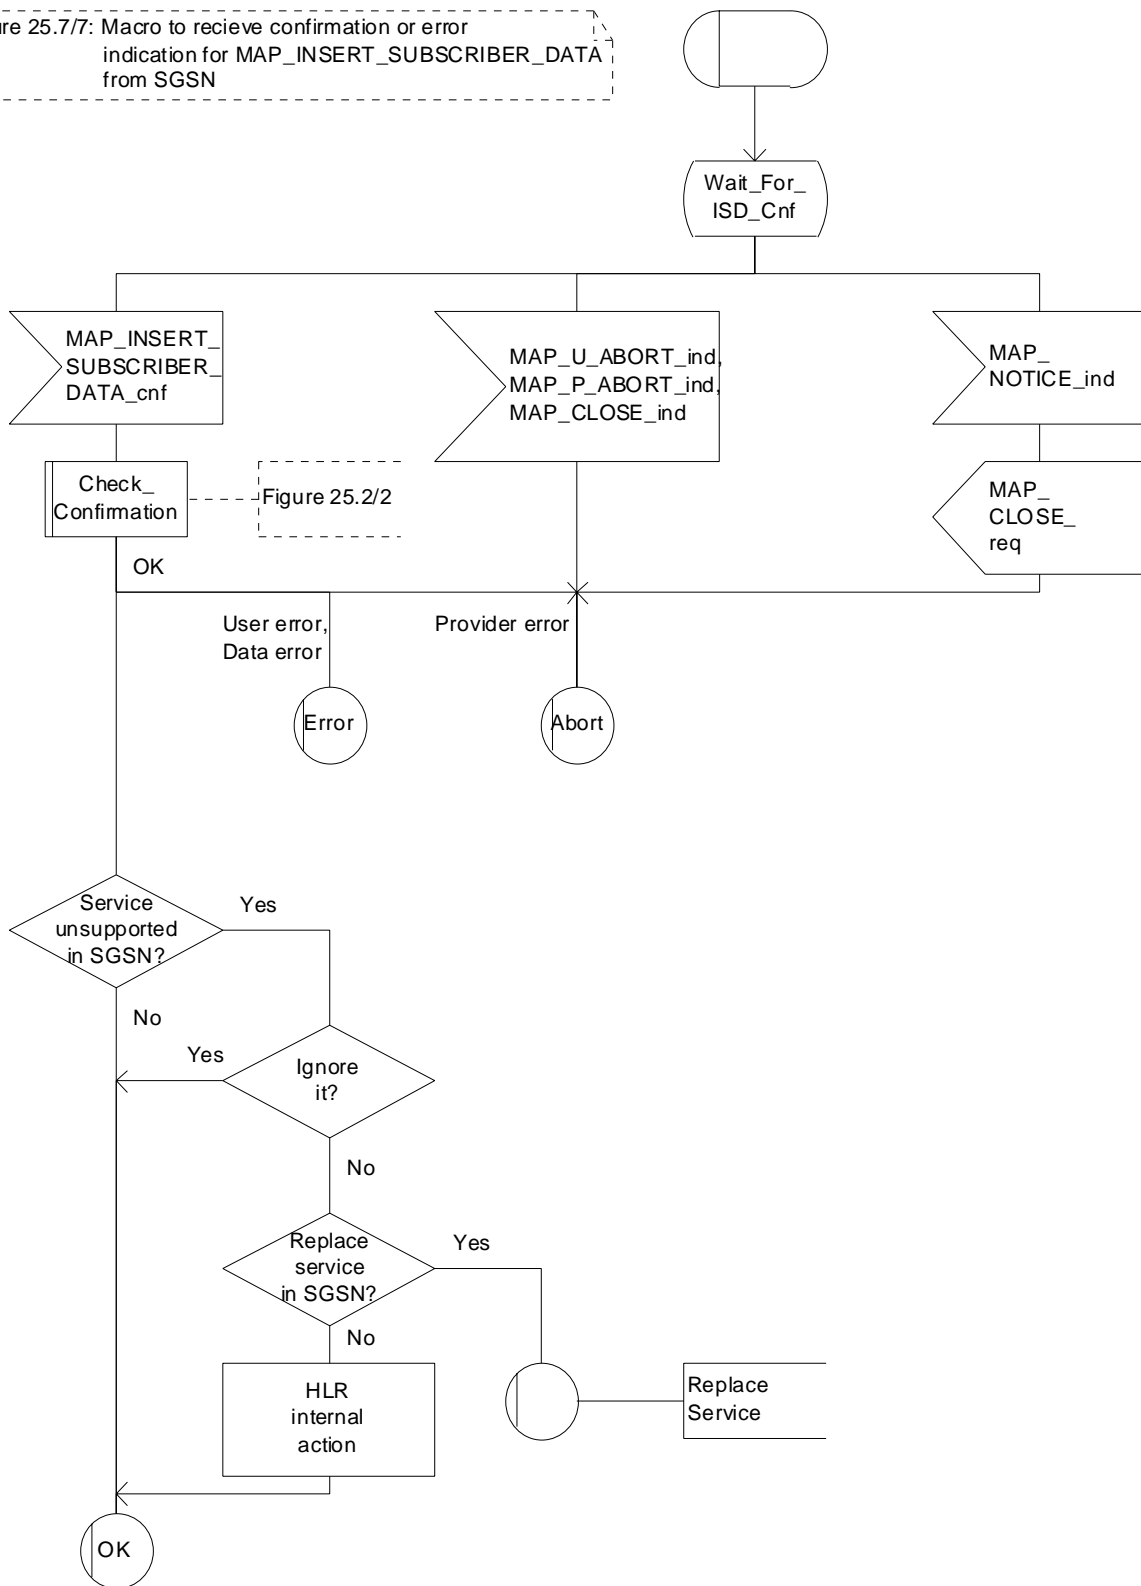 ure 25.7/7: Macro to recieve confirmation or error
indication for MAP_INSERT_SUBSCRIBER_DATA
from SGSN
Wait_For_
ISD_Cnf
MAP_INSERT_
SUBSCRIBER_
DATA_cnf
MAP_U_ABORT_ind,
MAP_P_ABORT_ind,
MAP_CLOSE_ind
MAP_
NOTICE_ind
Check_
Confirmation
Figure 25.2/2
MAP_
CLOSE_
req
OK
User error,
Data error
Provider error
Error
Abort
Service
unsupported
in SGSN?
Yes
No
Yes
Ignore
it?
No
Replace
service
in SGSN?
Yes
No
HLR
internal
action
Replace
Service
OK